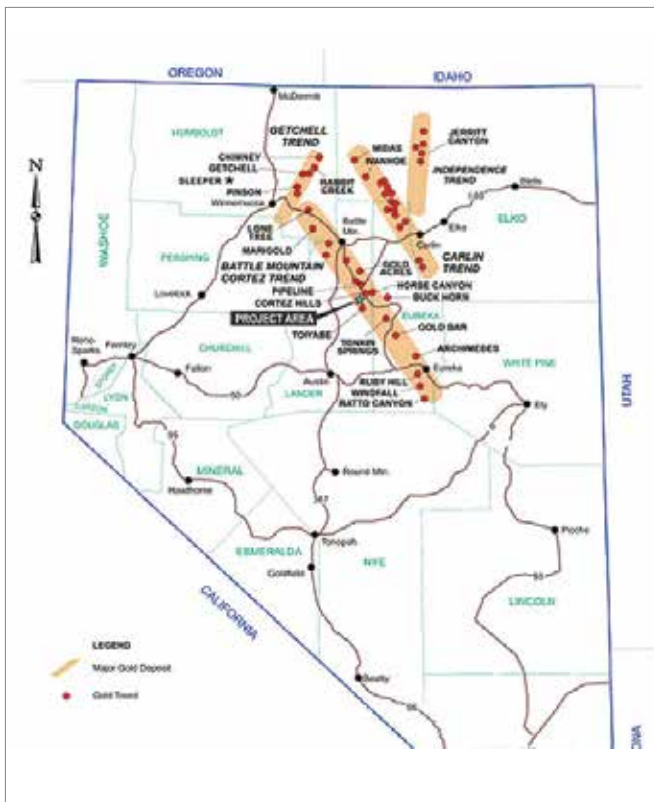 OREGON
IDAHO
McDermitt
HUMBOLDT
GETCHELL
TREND
MIDAS
JERRITT
CANYON
CHIMNEY
IVANHOE
GETCHELL
SLEEPER
RABBIT
CREEK
INDEPENDENCE
TREND
PINSON
Winnemucca
Wells
N
ELKO
WASHOE
LONE
TREE
Battle
Mtn.
Elko
Carlin
MARIGOLD
PERSHING
GOLD
ACRES
CARLIN
TREND
BATTLE MOUNTAIN
CORTEZ TREND
PIPELINE
HORSE CANYON
Lovelock
CORTEZ HILLS
BUCK HORN
PROJECT AREA
EUREKA
GOLD BAR
TOIYABE
TONKIN
SPRINGS
Reno-
Sparks
Fernley
CHURCHILL
ARCHIMEDES
WHITE PINE
STOREY
Fallon
50
Austin
Eureka
LYON
LANDER
RUBY HILL
WINDFALL
RATTO CANYON
UTAH
CARSON
DOUGLAS
Ely
95
MINERAL
Round Mtn.
Hawthorne
Tonopah
Pioche
ESMERALDA
NYE
Goldfield
CALIFORNIA
93
LINCOLN
LEGEND
Major Gold Deposit
Beatty
Gold Trend
95